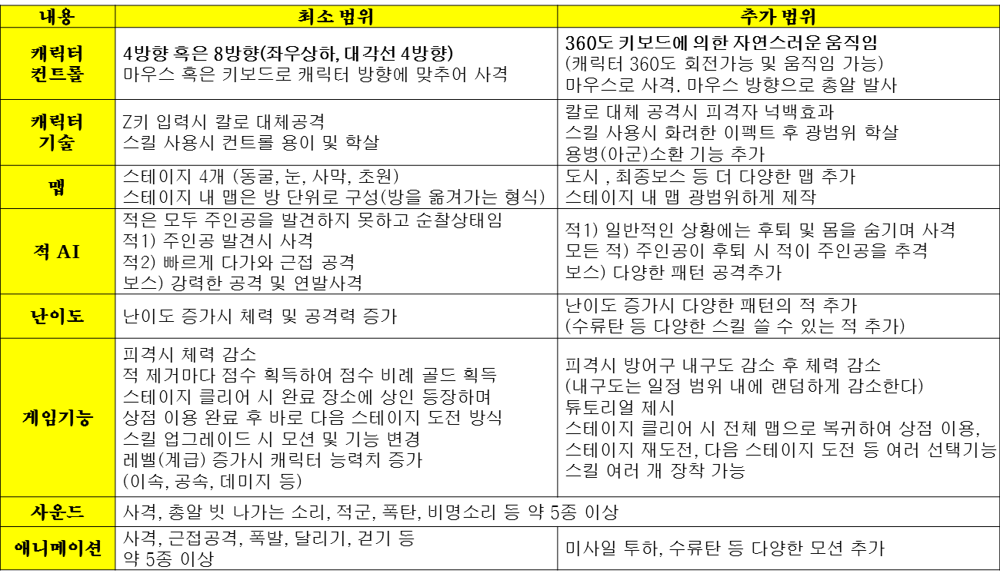 내용 최소 범위 추가 범위
캐릭터
컨트롤
4방향 혹은 8방향(좌우상하, 대각선 4방향)
마우스 혹은 키보드로 캐릭터 방향에 맞추어 사격
360도 키보드에 의한 자연스러운 움직임
(캐릭터 360도 회전가능 및 움직임 가능)
마우스로 사격. 마우스 방향으로 총알 발사
캐릭터
기술
Z키 입력시 칼로 대체공격
스킬 사용시 컨트롤 용이 및 학살
칼로 대체 공격시 피격자 넉백효과
스킬 사용시 화려한 이펙트 후 광범위 학살
용병(아군)소환 기능 추가
맵
스테이지 4개 (동굴, 눈, 사막, 초원)
스테이지 내 맵은 방 단위로 구성(방을 옮겨가는 형식)
도시 , 최종보스 등 더 다양한 맵 추가
스테이지 내 맵 광범위하게 제작
적 AI
적은 모두 주인공을 발견하지 못하고 순찰상태임
적1) 주인공 발견시 사격
적2) 빠르게 다가와 근접 공격
보스) 강력한 공격 및 연발사격
적1) 일반적인 상황에는 후퇴 및 몸을 숨기며 사격
모든 적) 주인공이 후퇴 시 적이 주인공을 추격
보스) 다양한 패턴 공격추가
난이도
난이도 증가시 체력 및 공격력 증가
난이도 증가시 다양한 패턴의 적 추가
(수류탄 등 다양한 스킬 쓸 수 있는 적 추가)
게임기능
피격시 체력 감소
적 제거마다 점수 획득하여 점수 비례 골드 획득
스테이지 클리어 시 완료 장소에 상인 등장하며
상점 이용 완료 후 바로 다음 스테이지 도전 방식
스킬 업그레이드 시 모션 및 기능 변경
레벨(계급) 증가시 캐릭터 능력치 증가
(이속, 공속, 데미지 등)
피격시 방어구 내구도 감소 후 체력 감소
(내구도는 일정 범위 내에 랜덤하게 감소한다)
튜토리얼 제시
스테이지 클리어 시 전체 맵으로 복귀하여 상점 이용,
스테이지 재도전, 다음 스테이지 도전 등 여러 선택기능
스킬 여러 개 장착 가능
사운드
사격, 총알 빗 나가는 소리, 적군, 폭탄, 비명소리 등 약 5종 이상
애니메이션
사격, 근접공격, 폭발, 달리기, 걷기 등
약 5종 이상
미사일 투하, 수류탄 등 다양한 모션 추가